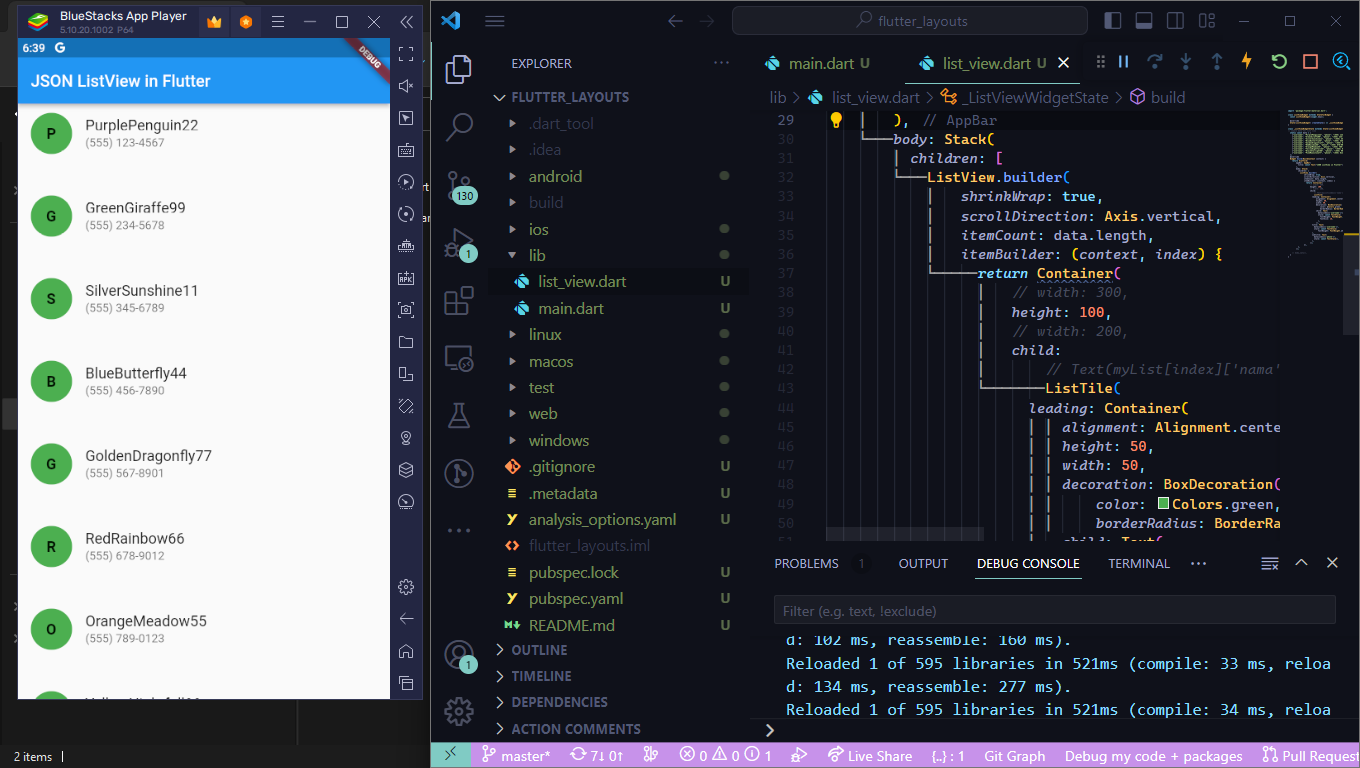 BlueStacks App Player
5.10.20.1002 P64
6:39 G
DEBUG
JSON ListView in Flutter
P
PurplePenguin22
(555) 123-4567
G
GreenGiraffe99
(555) 234-5678
S
SilverSunshine11
(555) 345-6789
B
BlueButterfly44
(555) 456-7890
G
GoldenDragonfly77
(555) 567-8901
R
RedRainbow66
(555) 678-9012
O
OrangeMeadow55
(555) 789-0123
2 items
flutter_layouts
EXPLORER
FLUTTER_LAYOUTS
.dart_tool
.idea
android
build
ios
lib
list_view.dart U
main.dart U
linux
macos
test
web
windows
.gitignore U
.metadata U
analysis_options.yaml U
flutter_layouts.iml
pubspec.lock U
pubspec.yaml U
README.md U
OUTLINE
TIMELINE
DEPENDENCIES
ACTION COMMENTS
130
1
1
main.dart U
list_view.dart U
lib > list_view.dart > _ListViewWidgetState > build
29 ), // AppBar
30 body: Stack(
31 children: [
32 ListView.builder(
33 shrinkWrap: true,
34 scrollDirection: Axis.vertical,
35 itemCount: data.length,
36 itemBuilder: (context, index) {
37 return Container(
38 // width: 300,
39 height: 100,
40 // width: 200,
41 child:
42 // Text(myList[index]['nama'
43 ListTile(
44 leading: Container(
45 alignment: Alignment.cente
46 height: 50,
47 width: 50,
48 decoration: BoxDecoration(
49 color: Colors.green,
50 borderRadius: BorderRa
51 child: Text(
PROBLEMS 1 OUTPUT DEBUG CONSOLE TERMINAL
Filter (e.g. text, !exclude)
d: 102 ms, reassemble: 160 ms).
Reloaded 1 of 595 libraries in 521ms (compile: 33 ms, reloa
d: 134 ms, reassemble: 277 ms).
Reloaded 1 of 595 libraries in 521ms (compile: 34 ms, reloa
master* 7↓ 0↑ 0 0 1 Live Share {..} : 1 Git Graph Debug my code + packages Pull Request